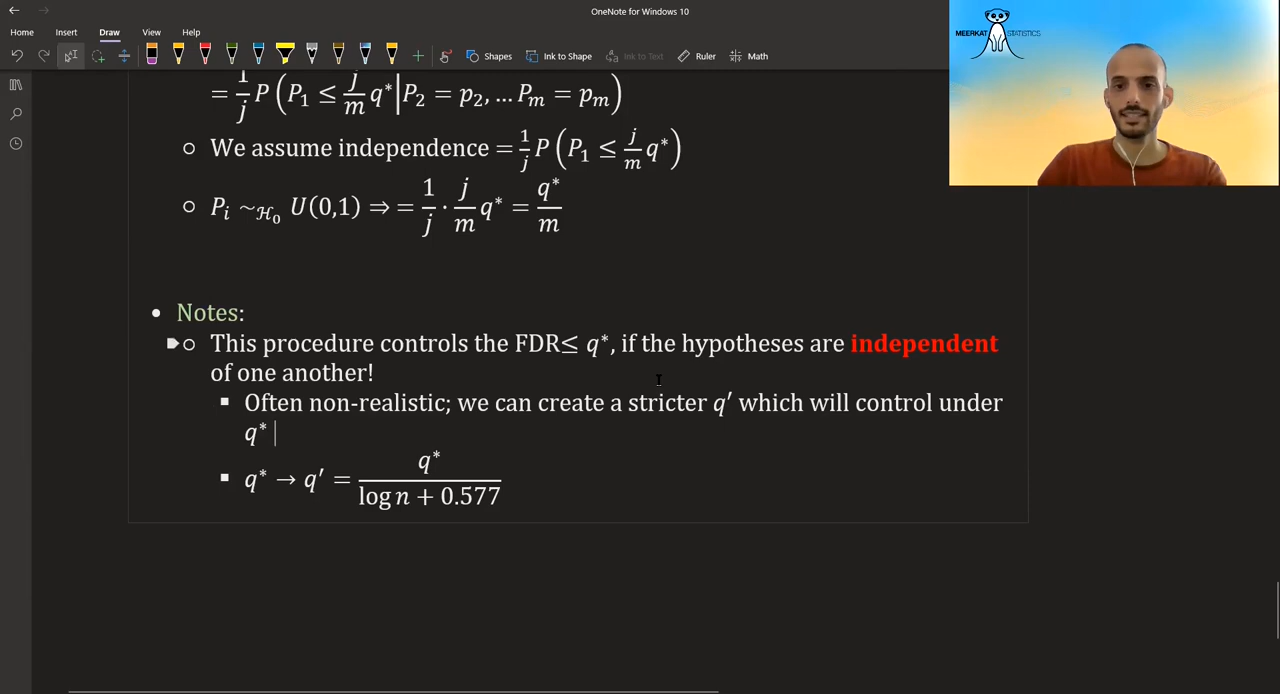 OneNote for Windows 10
Home Insert Draw View Help
Shapes Ink to Shape Ink to Text Ruler Math
MEERKAT STATISTICS
= 1/j P(P₁ ≤ j/m q* | P₂ = p₂, … Pₘ = pₘ)
○ We assume independence = 1/j P(P₁ ≤ j/m q*)
○ Pᵢ ~ℋ₀ U(0,1) ⇒ = 1/j · j/m q* = q*/m
• Notes:
○ This procedure controls the FDR≤ q*, if the hypotheses are independent
of one another!
▪ Often non-realistic; we can create a stricter q′ which will control under
q*
▪ q* → q′ = q*/(log n + 0.577)